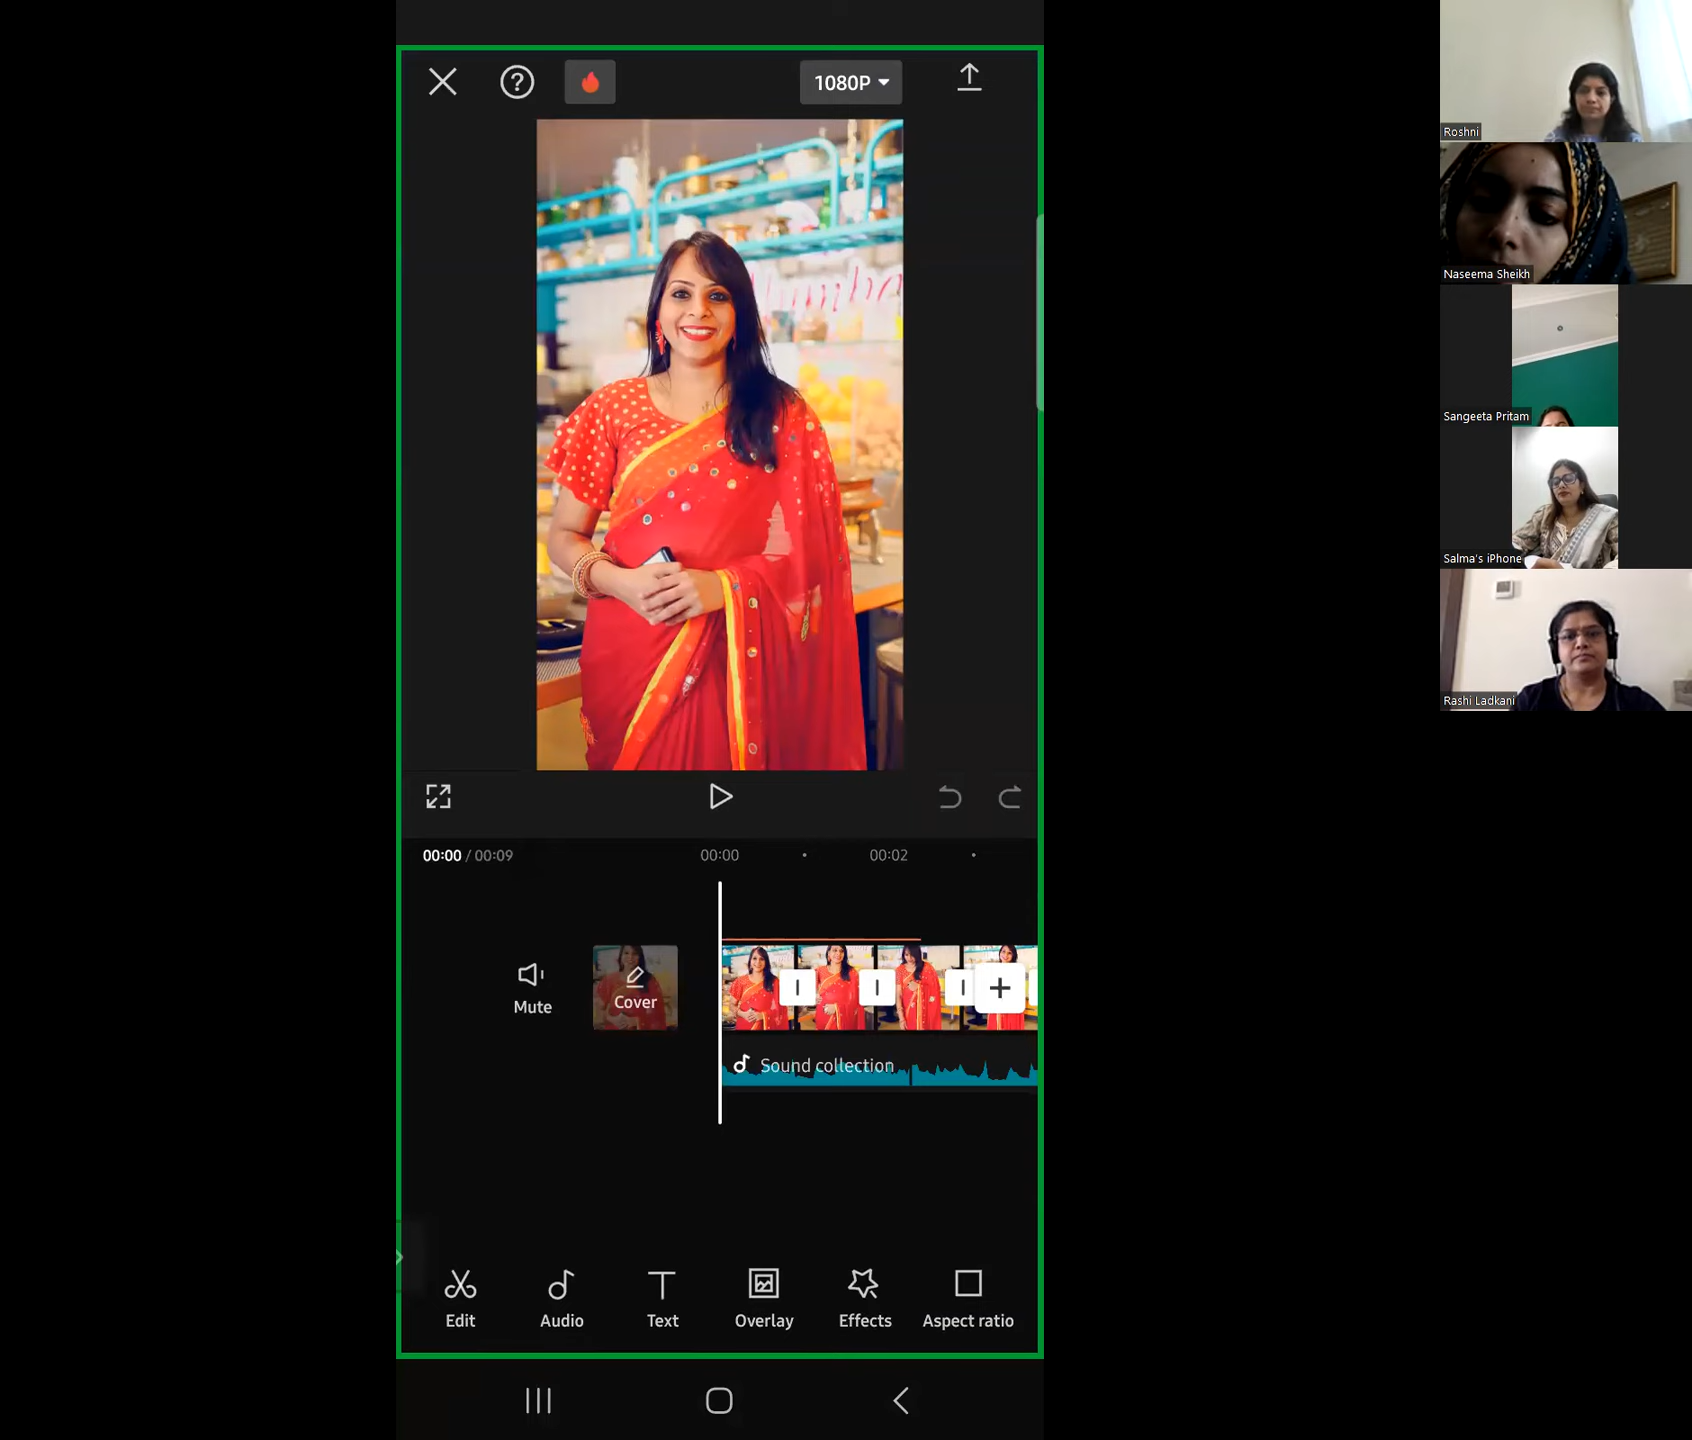 1080P
Mumba
00:00 / 00:09
00:00
00:02
Mute
Cover
Sound collection
Edit
Audio
Text
Overlay
Effects
Aspect ratio
Roshni
Naseema Sheikh
Sangeeta Pritam
Salma's iPhone
Rashi Ladkani